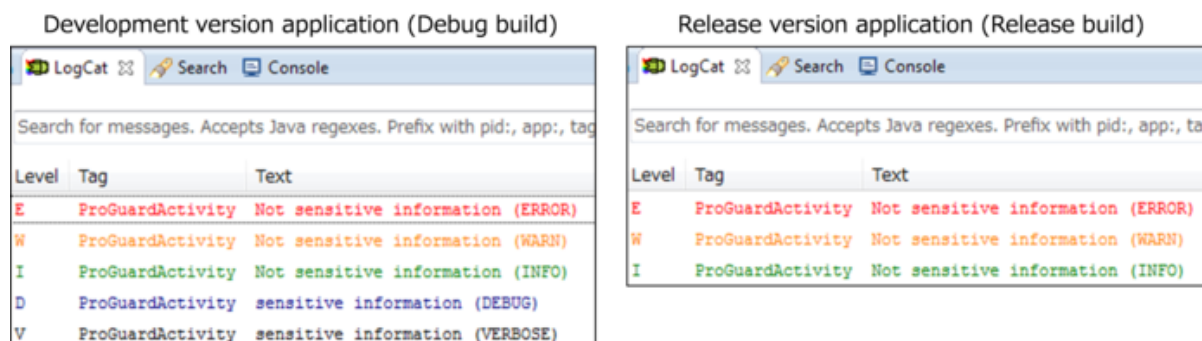 Development version application (Debug build)
LogCat Search Console
Search for messages. Accepts Java regexes. Prefix with pid:, app:, tag
Level Tag Text
E ProGuardActivity Not sensitive information (ERROR)
W ProGuardActivity Not sensitive information (WARN)
I ProGuardActivity Not sensitive information (INFO)
D ProGuardActivity sensitive information (DEBUG)
V ProGuardActivity sensitive information (VERBOSE)
Release version application (Release build)
LogCat Search Console
Search for messages. Accepts Java regexes. Prefix with pid:, app:, ta
Level Tag Text
E ProGuardActivity Not sensitive information (ERROR)
W ProGuardActivity Not sensitive information (WARN)
I ProGuardActivity Not sensitive information (INFO)